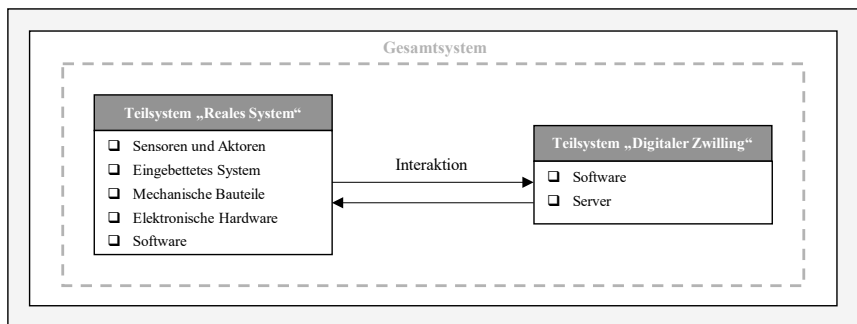 Gesamtsystem
Teilsystem „Reales System“
Sensoren und Aktoren
Eingebettetes System
Mechanische Bauteile
Elektronische Hardware
Software
Interaktion
Teilsystem „Digitaler Zwilling“
Software
Server